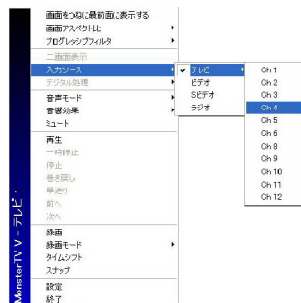 画面をつねに最前面に表示する
画面アスペクト比
プログレッシブフィルタ
二画面表示
入力ソース
デジタル処理
音声モード
音響効果
ミュート
再生
一時停止
停止
巻き戻し
早送り
前へ
次へ
録画
録画モード
タイムシフト
スナップ
設定
終了
テレビ
ビデオ
Sビデオ
ラジオ
Ch 1
Ch 2
Ch 3
Ch 4
Ch 5
Ch 6
Ch 8
Ch 9
Ch 10
Ch 11
Ch 12
MonsterTV V - テレビ